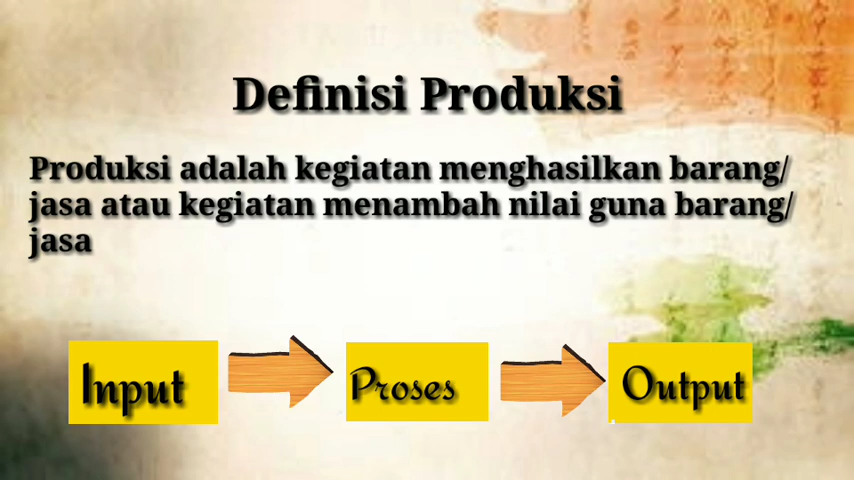 Definisi Produksi
Produksi adalah kegiatan menghasilkan barang/
jasa atau kegiatan menambah nilai guna barang/
jasa
Input Proses Output